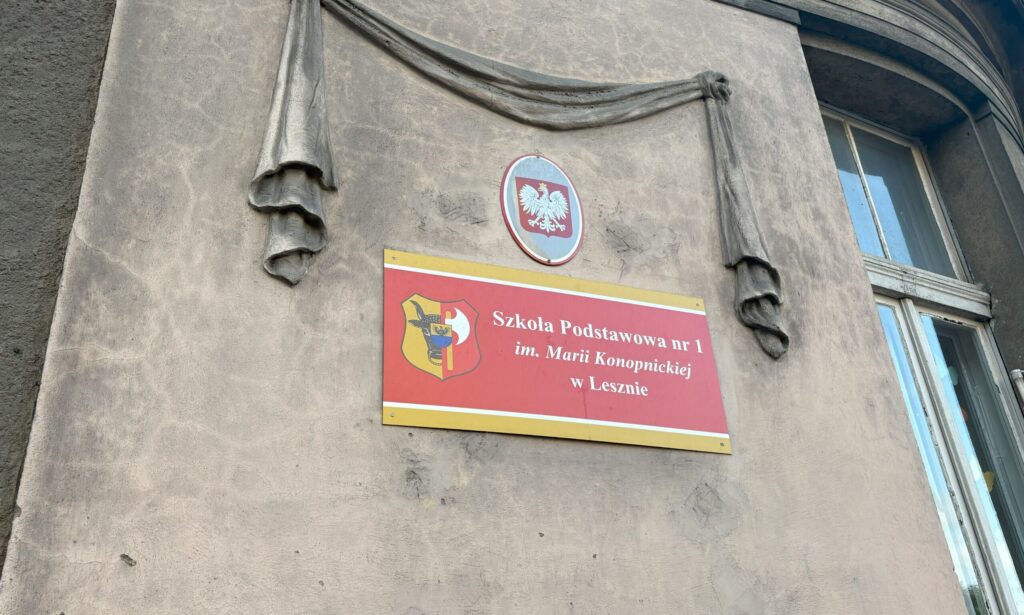 Szkoła Podstawowa nr 1
im. Marii Konopnickiej
w Lesznie